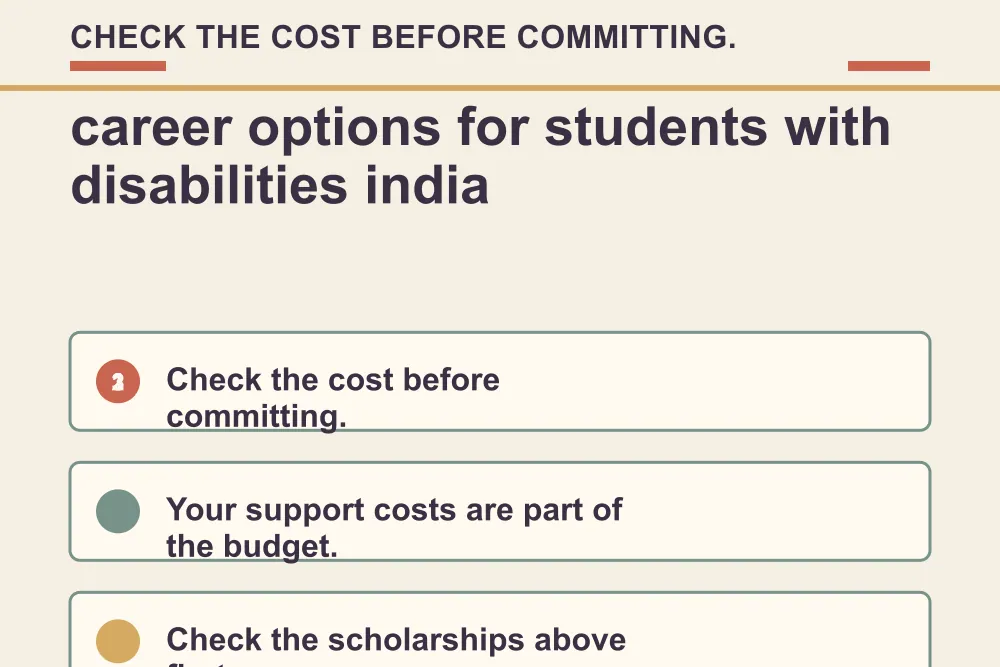 CHECK THE COST BEFORE COMMITTING.
career options for students with
disabilities india
Check the cost before
committing.
Your support costs are part of
the budget.
Check the scholarships above